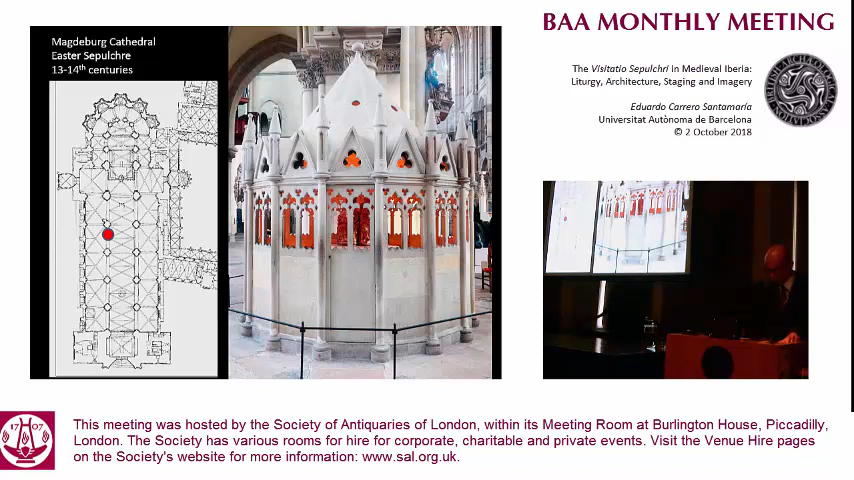 BAA MONTHLY MEETING
Magdeburg Cathedral
Easter Sepulchre
13-14th centuries
The Visitatio Sepulchri in Medieval Iberia:
Liturgy, Architecture, Staging and Imagery
Eduardo Carrero Santamaría
Universitat Autònoma de Barcelona
© 2 October 2018
17 07
This meeting was hosted by the Society of Antiquaries of London, within its Meeting Room at Burlington House, Piccadilly,
London. The Society has various rooms for hire for corporate, charitable and private events. Visit the Venue Hire pages
on the Society's website for more information: www.sal.org.uk.